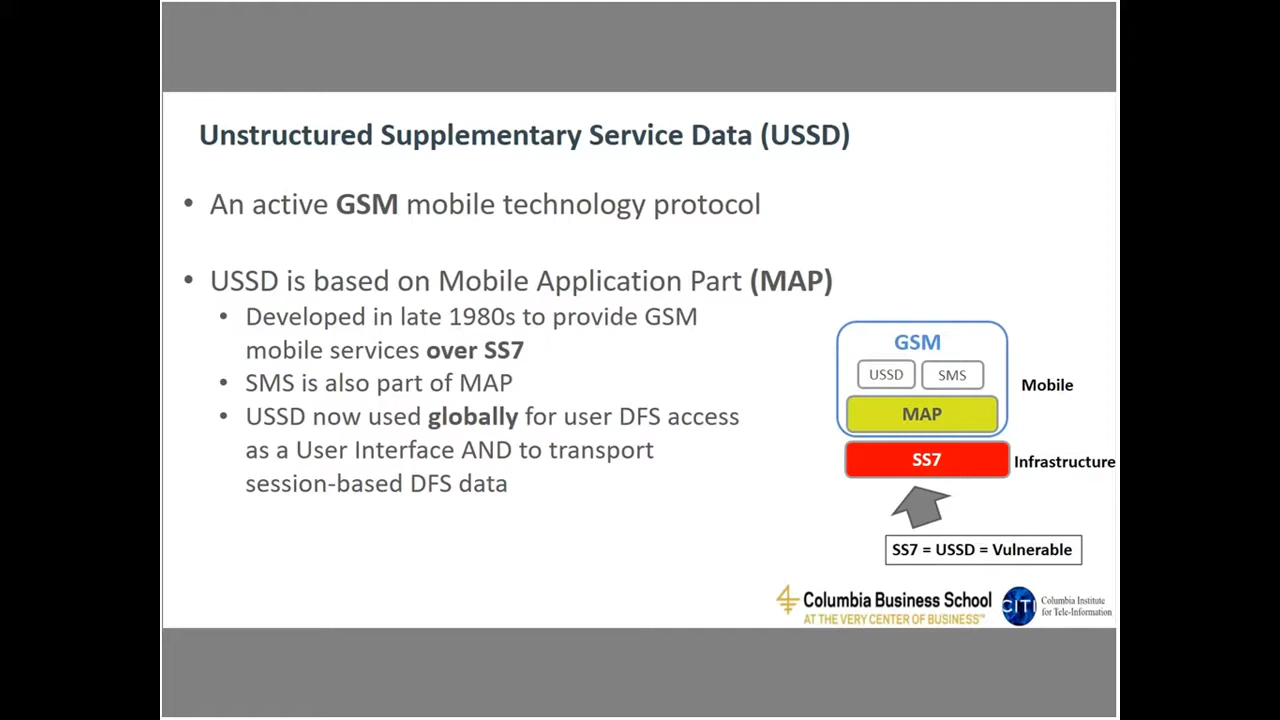 Unstructured Supplementary Service Data (USSD)
• An active GSM mobile technology protocol
• USSD is based on Mobile Application Part (MAP)
• Developed in late 1980s to provide GSM
mobile services over SS7
• SMS is also part of MAP
• USSD now used globally for user DFS access
as a User Interface AND to transport
session-based DFS data
GSM
USSD SMS
Mobile
MAP
SS7
Infrastructure
SS7 = USSD = Vulnerable
Columbia Business School
AT THE VERY CENTER OF BUSINESS™
CITI
Columbia Institute
for Tele-Information